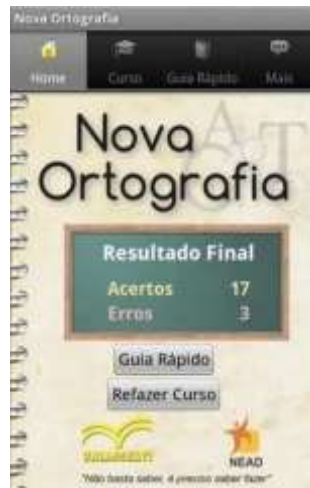 Nova Ortografia
Home Curso Guia Rápido Mais
Nova
Ortografia
Resultado Final
Acertos 17
Erros 3
Guia Rápido
Refazer Curso
NEAD
"Não basta saber, é preciso saber fazer"